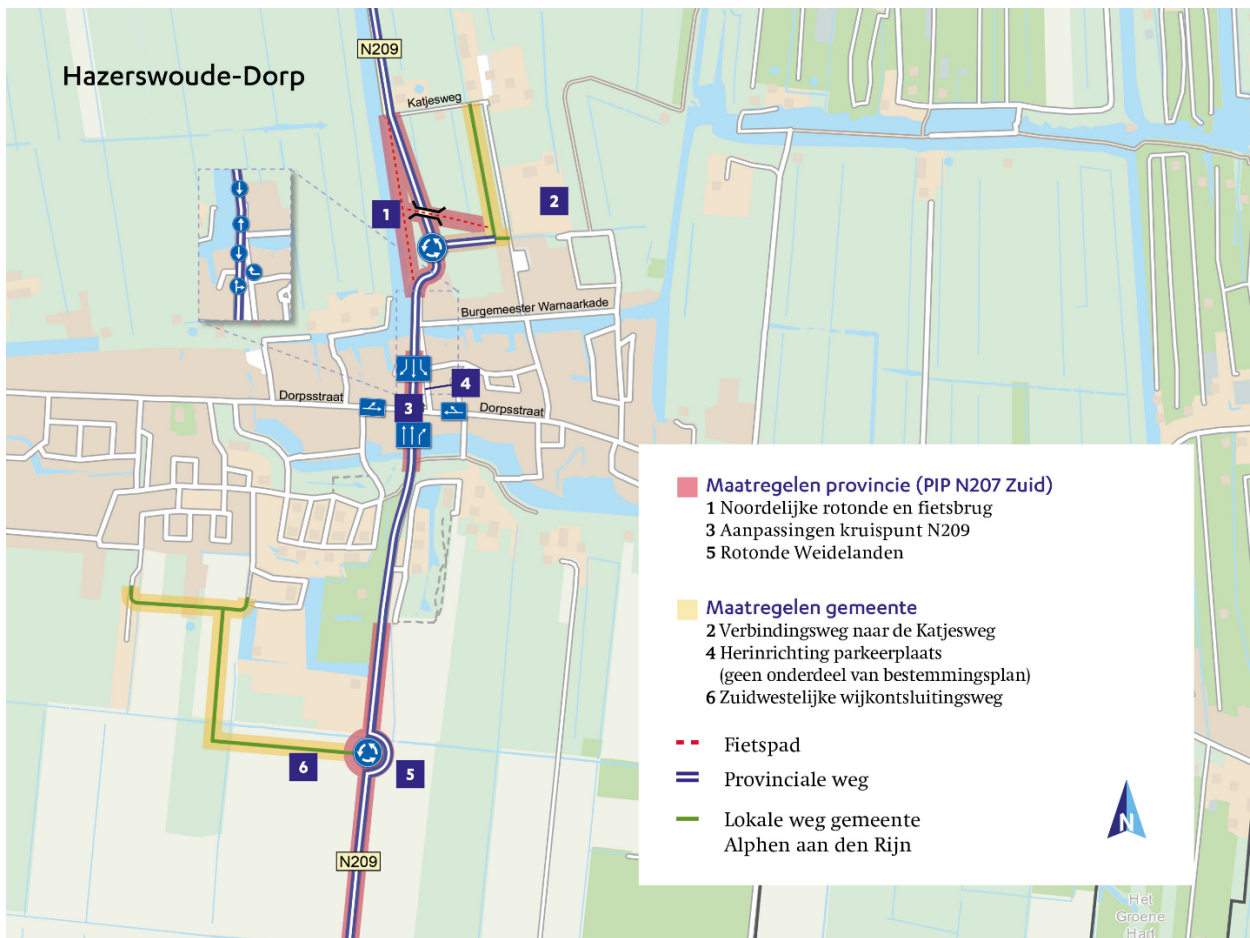 N209
Hazerswoude-Dorp
Katjesweg
2
1
Burgemeester Warnaarkade
4
Dorpsstraat
3
Dorpsstraat
Maatregelen provincie (PIP N207 Zuid)
1 Noordelijke rotonde en fietsbrug
3 Aanpassingen kruispunt N209
5 Rotonde Weidelanden
Maatregelen gemeente
2 Verbindingsweg naar de Katjesweg
4 Herinrichting parkeerplaats
(geen onderdeel van bestemmingsplan)
6 Zuidwestelijke wijkontsluitingsweg
Fietspad
Provinciale weg
Lokale weg gemeente
Alphen aan den Rijn
N
6
5
N209
Het
Groene
Hart